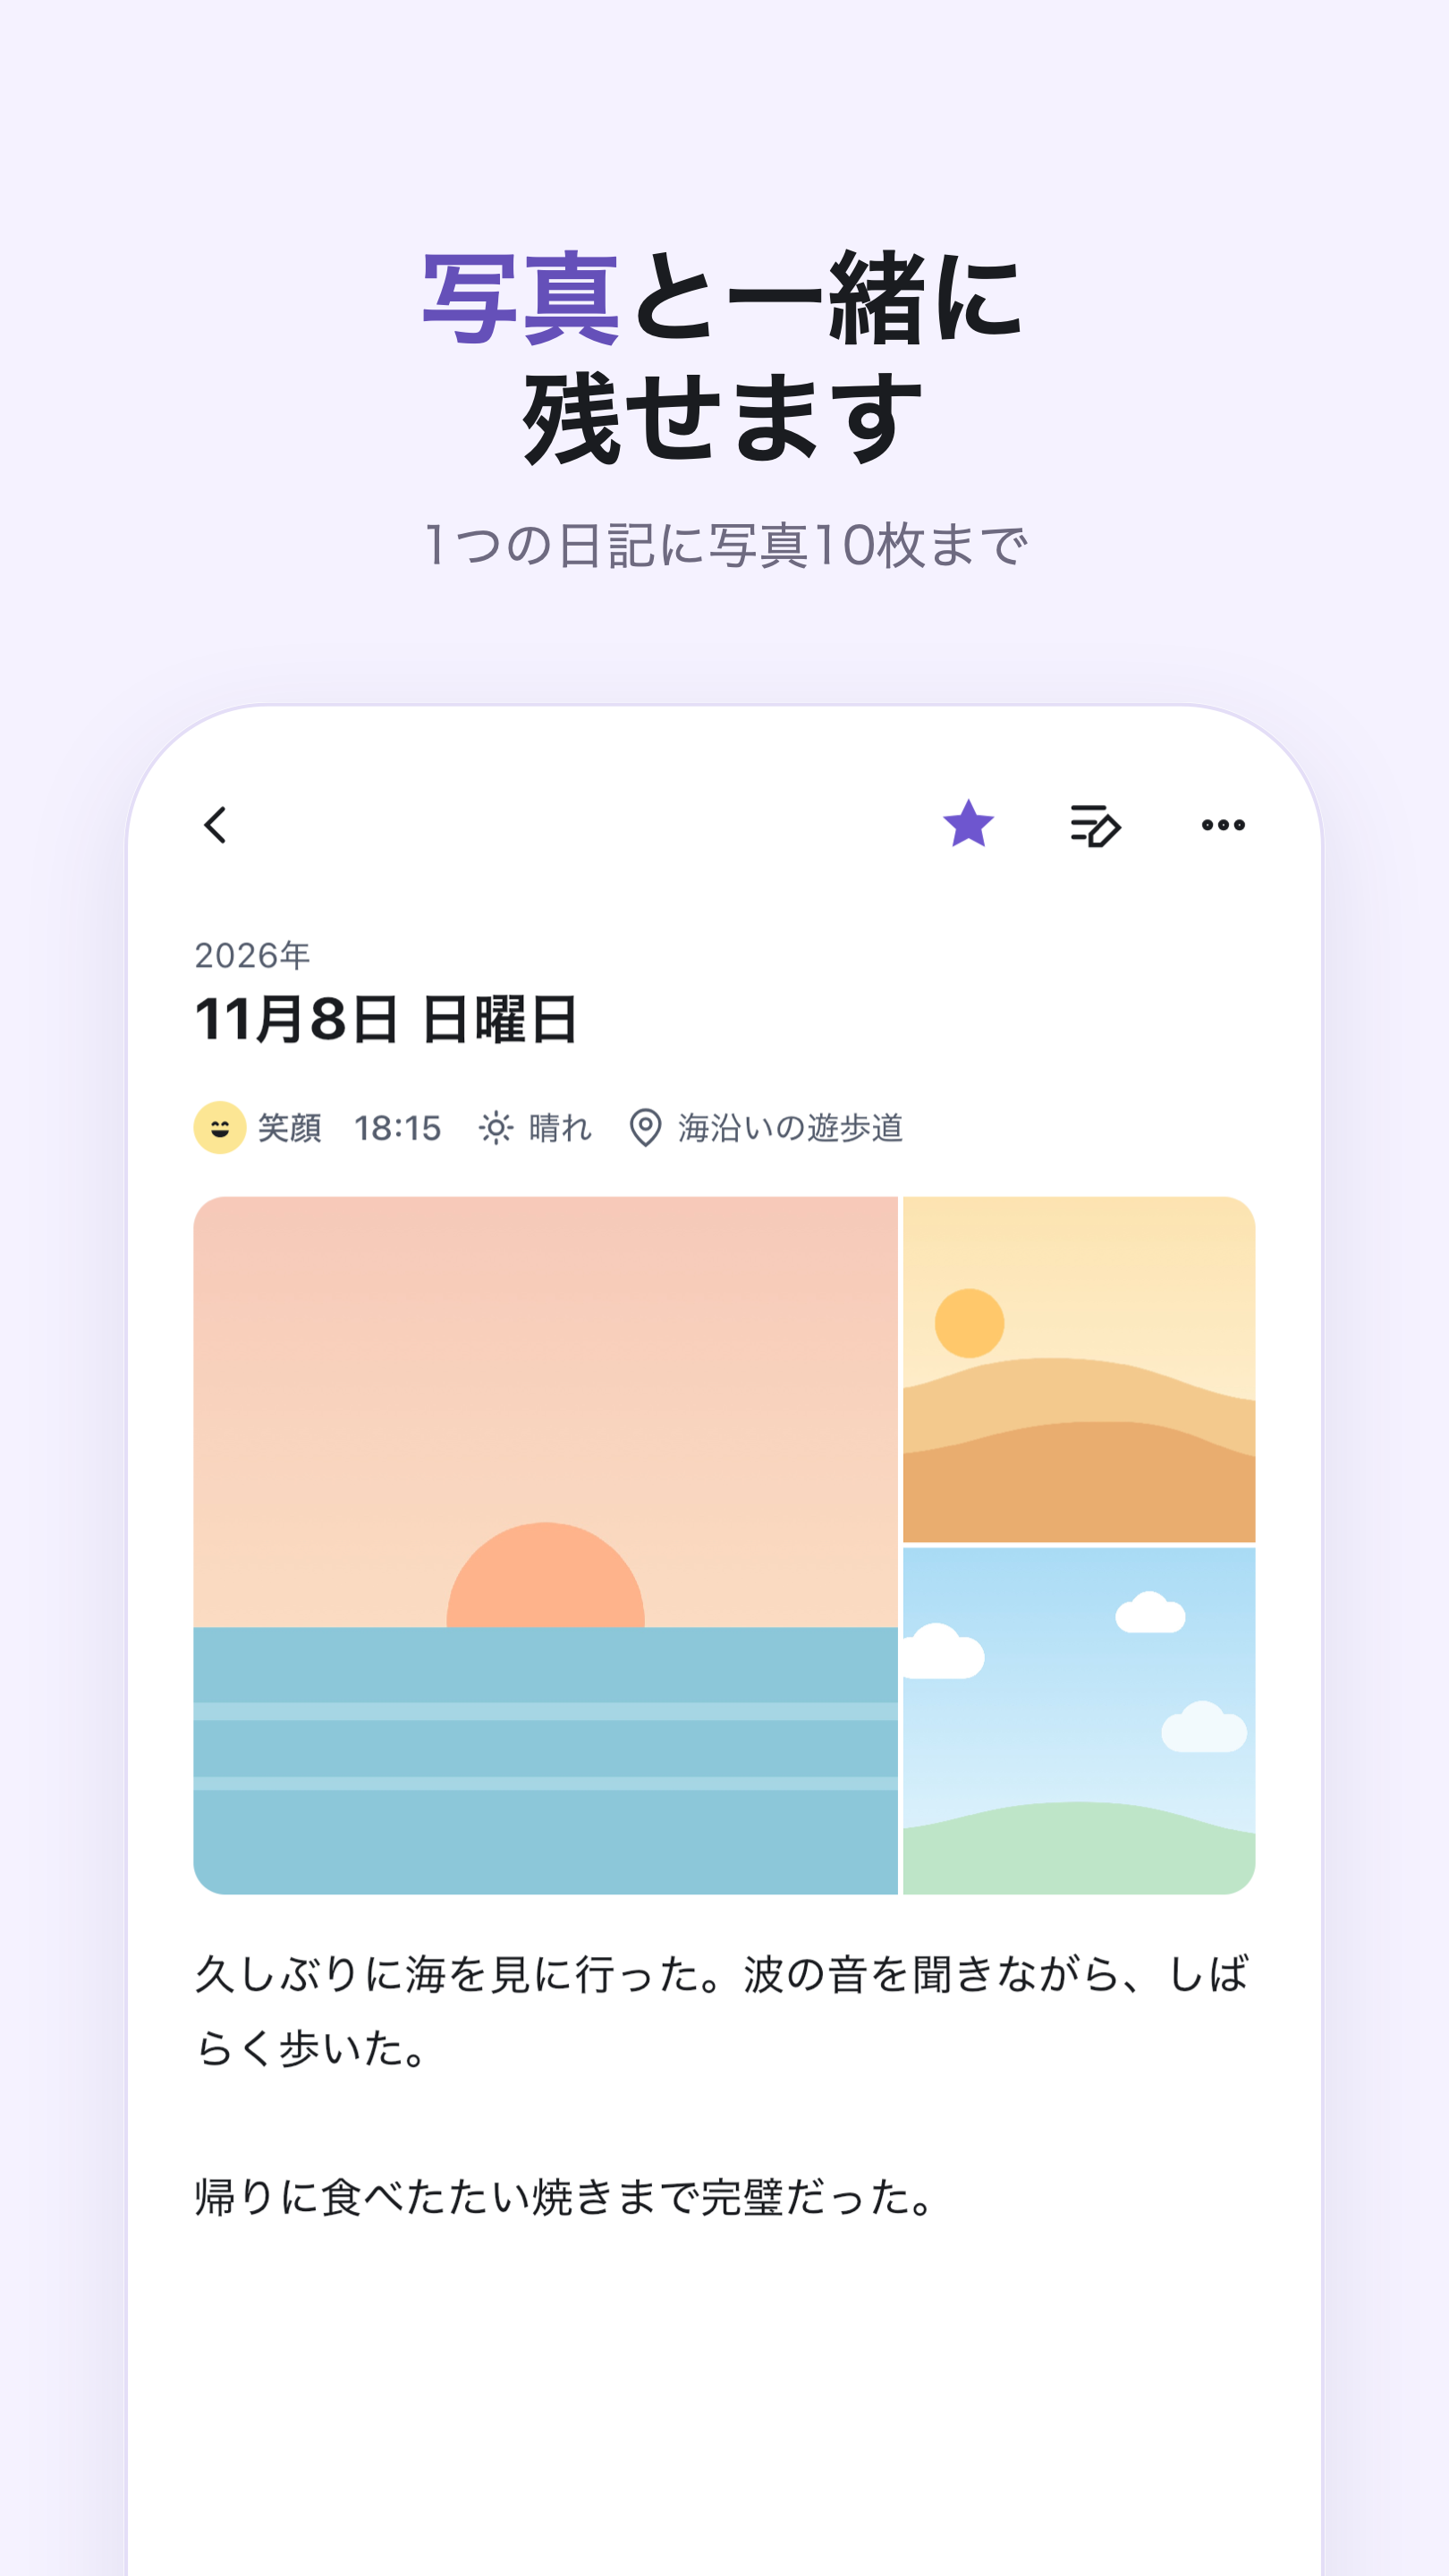 写真と一緒に
残せます
1つの日記に写真10枚まで
2026年
11月8日 日曜日
笑顔 18:15 晴れ 海沿いの遊歩道
久しぶりに海を見に行った。波の音を聞きながら、しば
らく歩いた。
帰りに食べたたい焼きまで完璧だった。